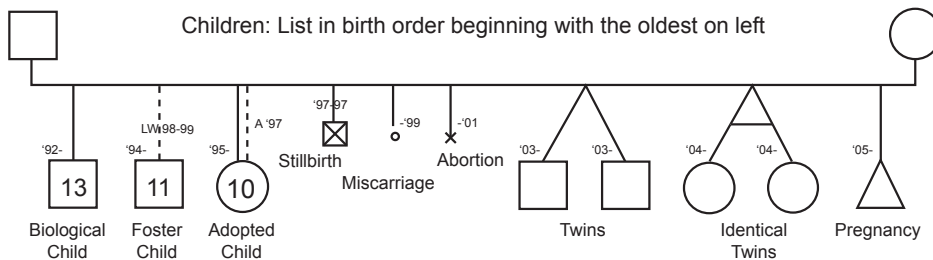 Children: List in birth order beginning with the oldest on left
‘97-97
-‘99
-‘01
LW 98-99
A ‘97
‘92-
‘94-
‘95-
Stillbirth
Miscarriage
Abortion
‘03-
‘03-
‘04-
‘04-
‘05-
13
11
10
Biological
Child
Foster
Child
Adopted
Child
Twins
Identical
Twins
Pregnancy